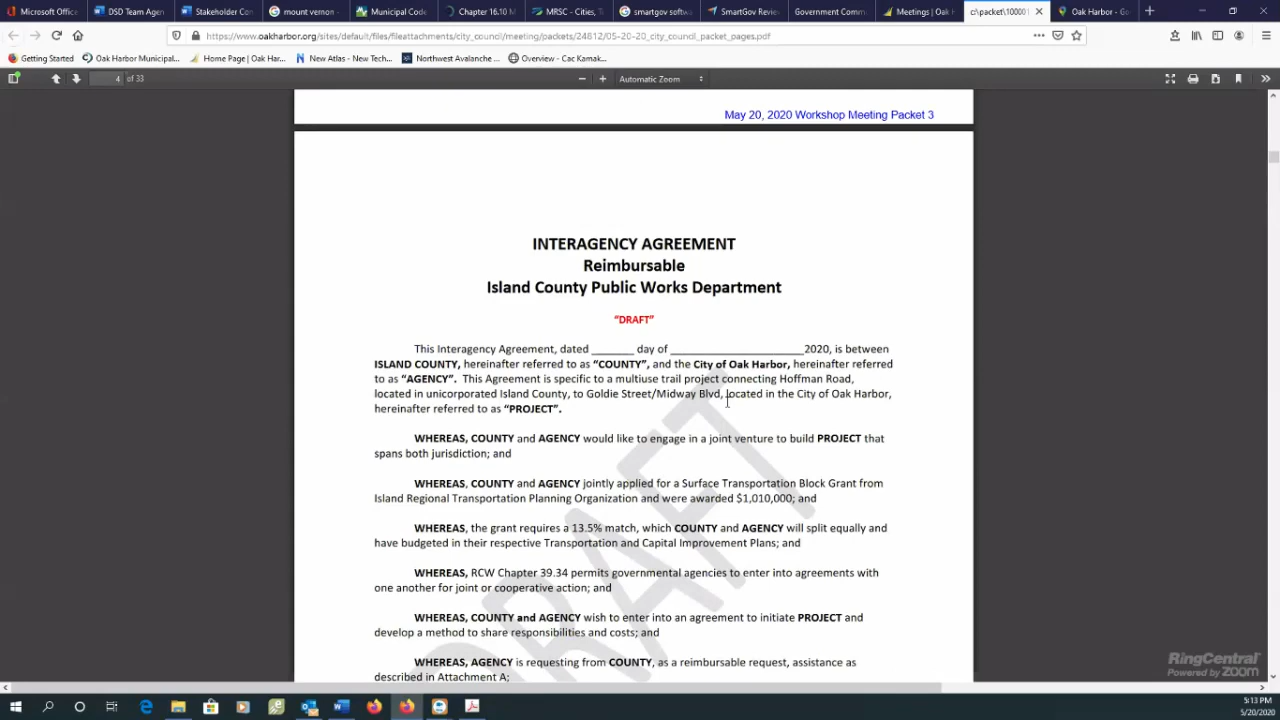 Microsoft Office
DSD Team Agen
Stakeholder Con
mount vernon -
Municipal Code
Chapter 16.10 M
MRSC - Cities, T
smartgov softw
SmartGov Revie
Government Comm
Meetings | Oak H
c:\packet\10000 1
Oak Harbor - Go
https://www.oakharbor.org/sites/default/files/fileattachments/city_council/meeting/packets/24812/05-20-20_city_council_packet_pages.pdf
Getting Started
Oak Harbor Municipal...
Home Page | Oak Har...
New Atlas - New Tech...
Northwest Avalanche ...
Overview - Cac Kamak...
4 of 33
Automatic Zoom
May 20, 2020 Workshop Meeting Packet 3
INTERAGENCY AGREEMENT
Reimbursable
Island County Public Works Department
"DRAFT"
This Interagency Agreement, dated _______ day of ______________________2020, is between
ISLAND COUNTY, hereinafter referred to as "COUNTY", and the City of Oak Harbor, hereinafter referred
to as "AGENCY". This Agreement is specific to a multiuse trail project connecting Hoffman Road,
located in unicorporated Island County, to Goldie Street/Midway Blvd, located in the City of Oak Harbor,
hereinafter referred to as "PROJECT".
WHEREAS, COUNTY and AGENCY would like to engage in a joint venture to build PROJECT that
spans both jurisdiction; and
WHEREAS, COUNTY and AGENCY jointly applied for a Surface Transportation Block Grant from
Island Regional Transportation Planning Organization and were awarded $1,010,000; and
WHEREAS, the grant requires a 13.5% match, which COUNTY and AGENCY will split equally and
have budgeted in their respective Transportation and Capital Improvement Plans; and
WHEREAS, RCW Chapter 39.34 permits governmental agencies to enter into agreements with
one another for joint or cooperative action; and
WHEREAS, COUNTY and AGENCY wish to enter into an agreement to initiate PROJECT and
develop a method to share responsibilities and costs; and
WHEREAS, AGENCY is requesting from COUNTY, as a reimbursable request, assistance as
described in Attachment A;
DRAFT
RingCentral
Powered by ZOOM
5:13 PM
5/20/2020